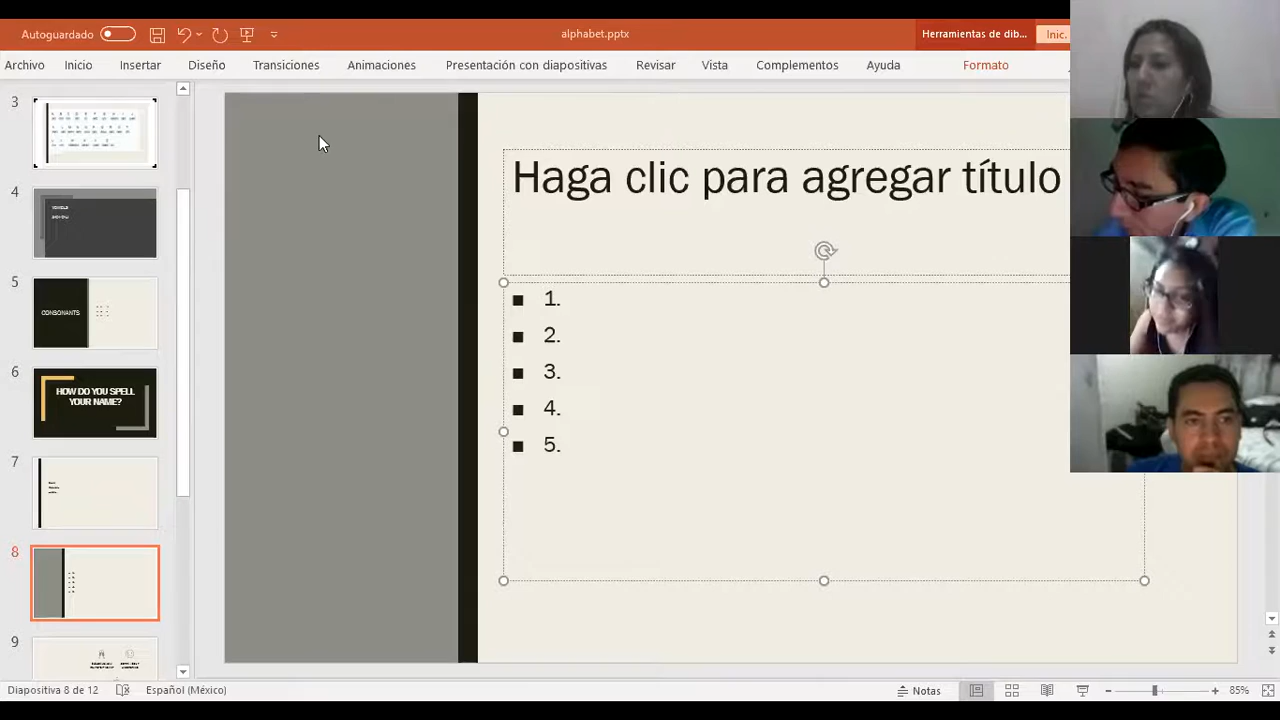 Autoguardado
alphabet.pptx
Herramientas de dib...
Inic.
Archivo
Inicio
Insertar
Diseño
Transiciones
Animaciones
Presentación con diapositivas
Revisar
Vista
Complementos
Ayuda
Formato
3
4
VOWELS
5
CONSONANTS
6
HOW DO YOU SPELL
YOUR NAME?
7
8
9
Haga clic para agregar título
1.
2.
3.
4.
5.
Diapositiva 8 de 12
Español (México)
Notas
85%